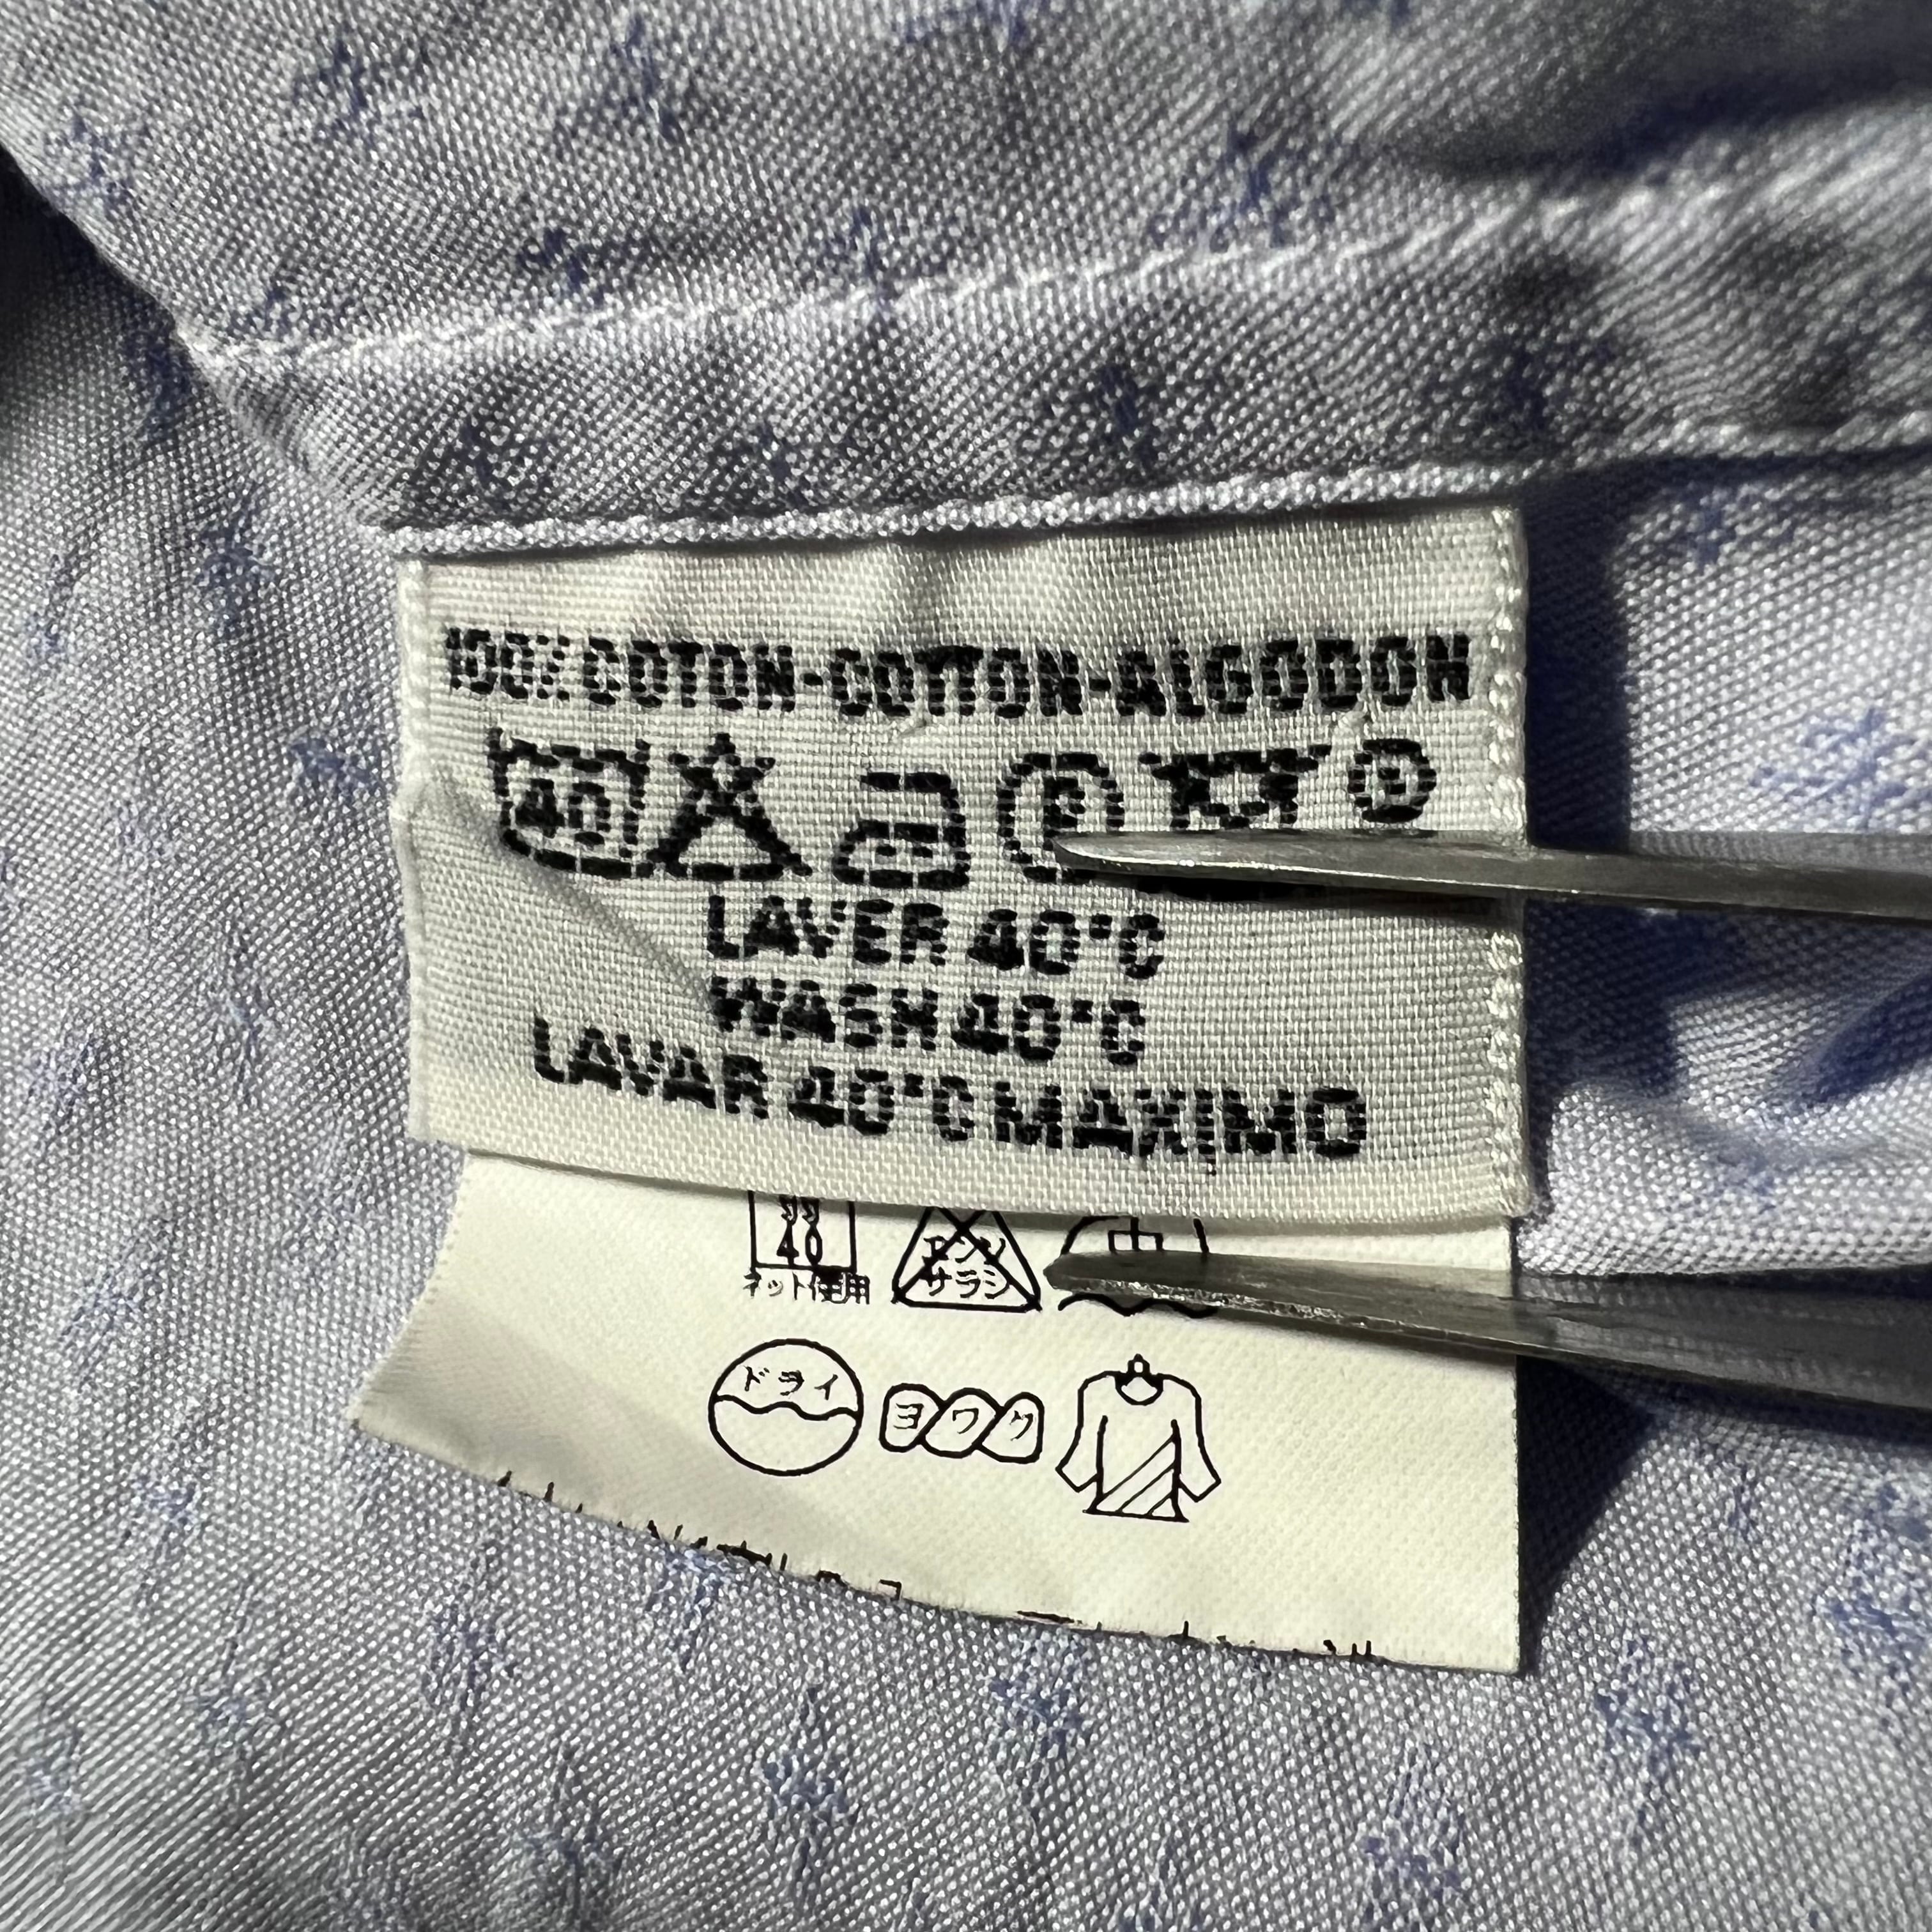 100% COTON-COTTON-ALGODON
40 P P
LAVER 40°C
WASH 40°C
LAVAR 40°C MAXIMO
40 エンソ 中
ネット使用 サラシ
ドライ ヨワク